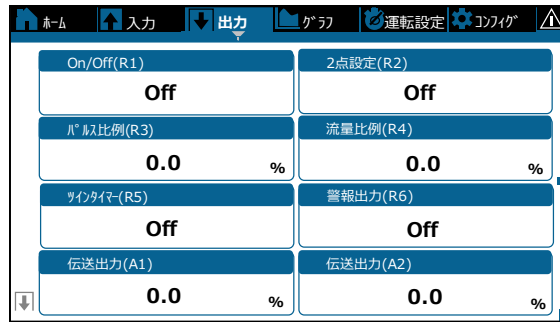 ﾎｰﾑ 入力 出力 ｸﾞﾗﾌ 運転設定 ｺﾝﾌｨｸﾞ
On/Off(R1) 2点設定(R2)
Off Off
ﾊﾟﾙｽ比例(R3) 流量比例(R4)
0.0 % 0.0 %
ﾂｲﾝﾀｲﾏｰ(R5) 警報出力(R6)
Off Off
伝送出力(A1) 伝送出力(A2)
0.0 % 0.0 %